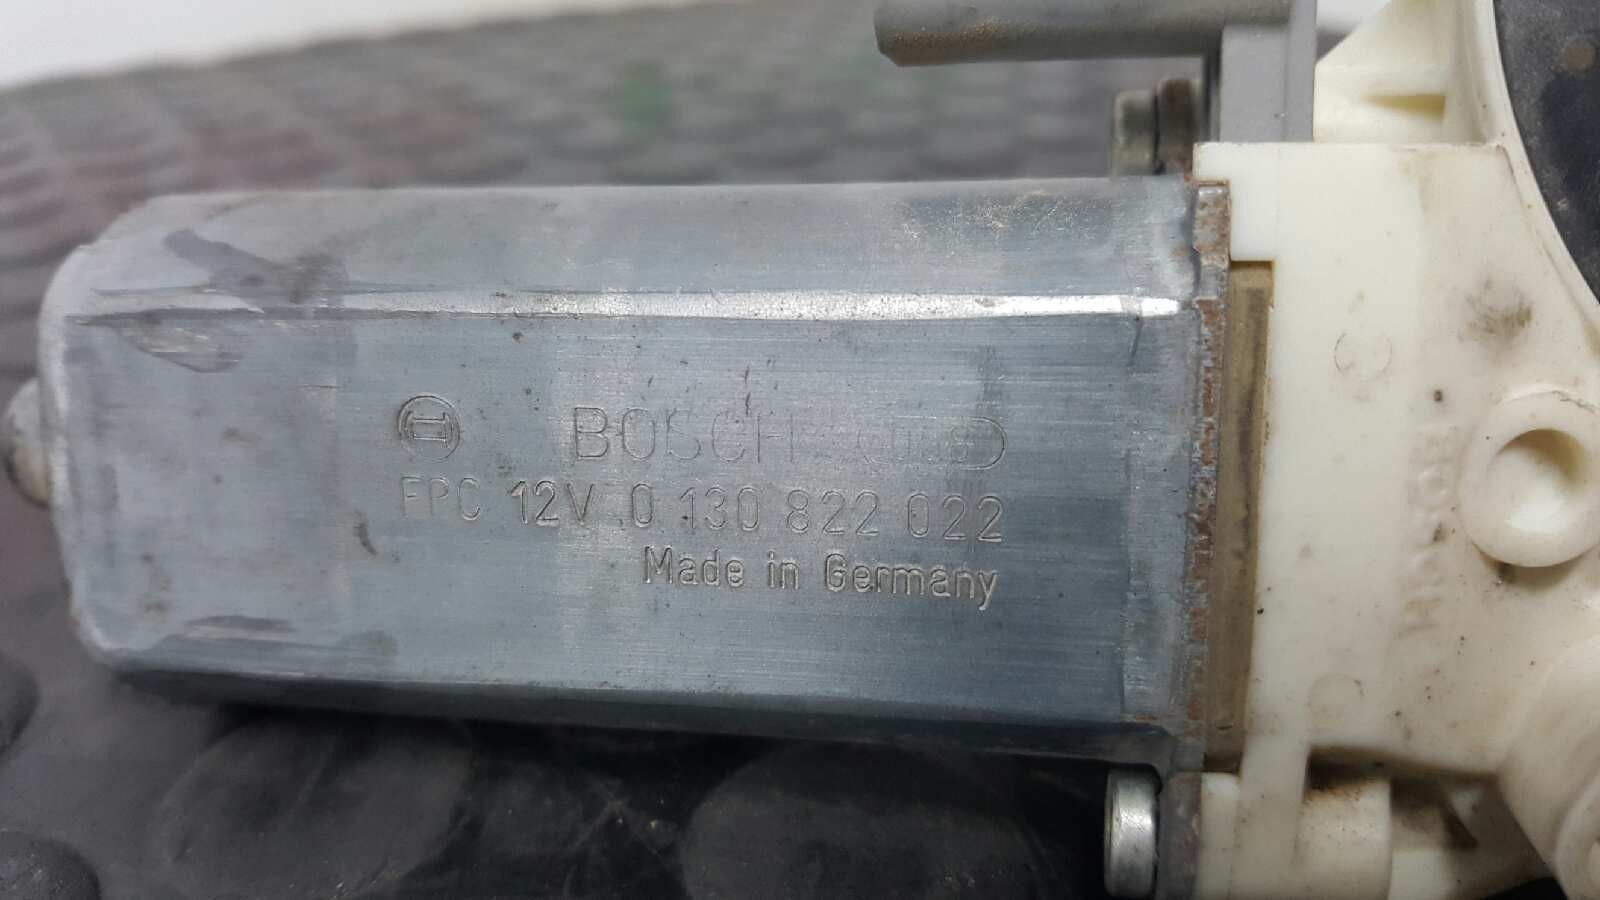 BOSCH
FPC 12V 0 130 822 022
Made in Germany